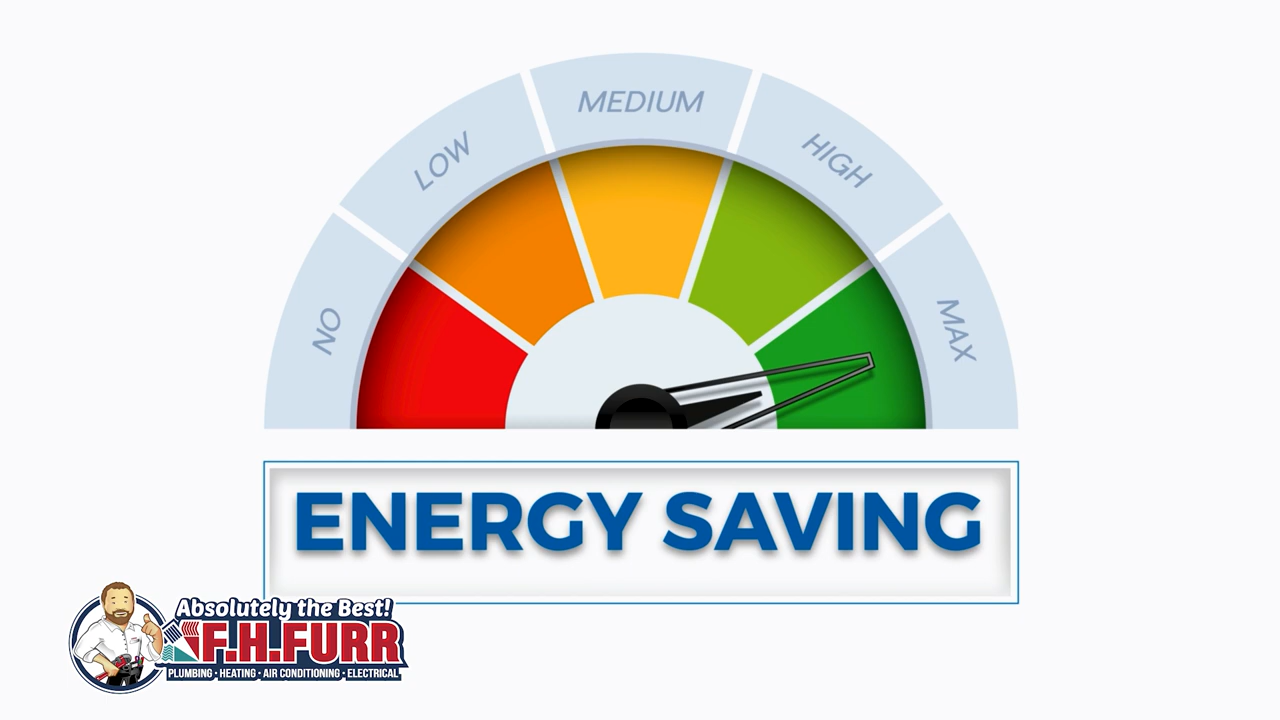 MEDIUM
LOW
HIGH
NO
MAX
ENERGY SAVING
Absolutely the Best!
F.H.FURR
PLUMBING · HEATING · AIR CONDITIONING · ELECTRICAL